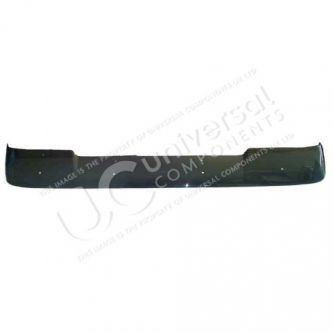 THIS IMAGE IS THE PROPERTY OF UNIVERSAL COMPONENTS UK LTD
UC universal
COMPONENTS
THIS IMAGE IS THE PROPERTY OF UNIVERSAL COMPONENTS UK LTD